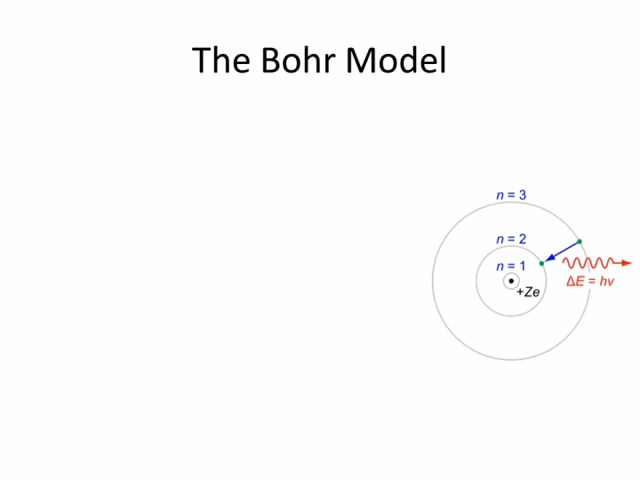 The Bohr Model
n = 3
n = 2
n = 1
+Ze
ΔE = hν